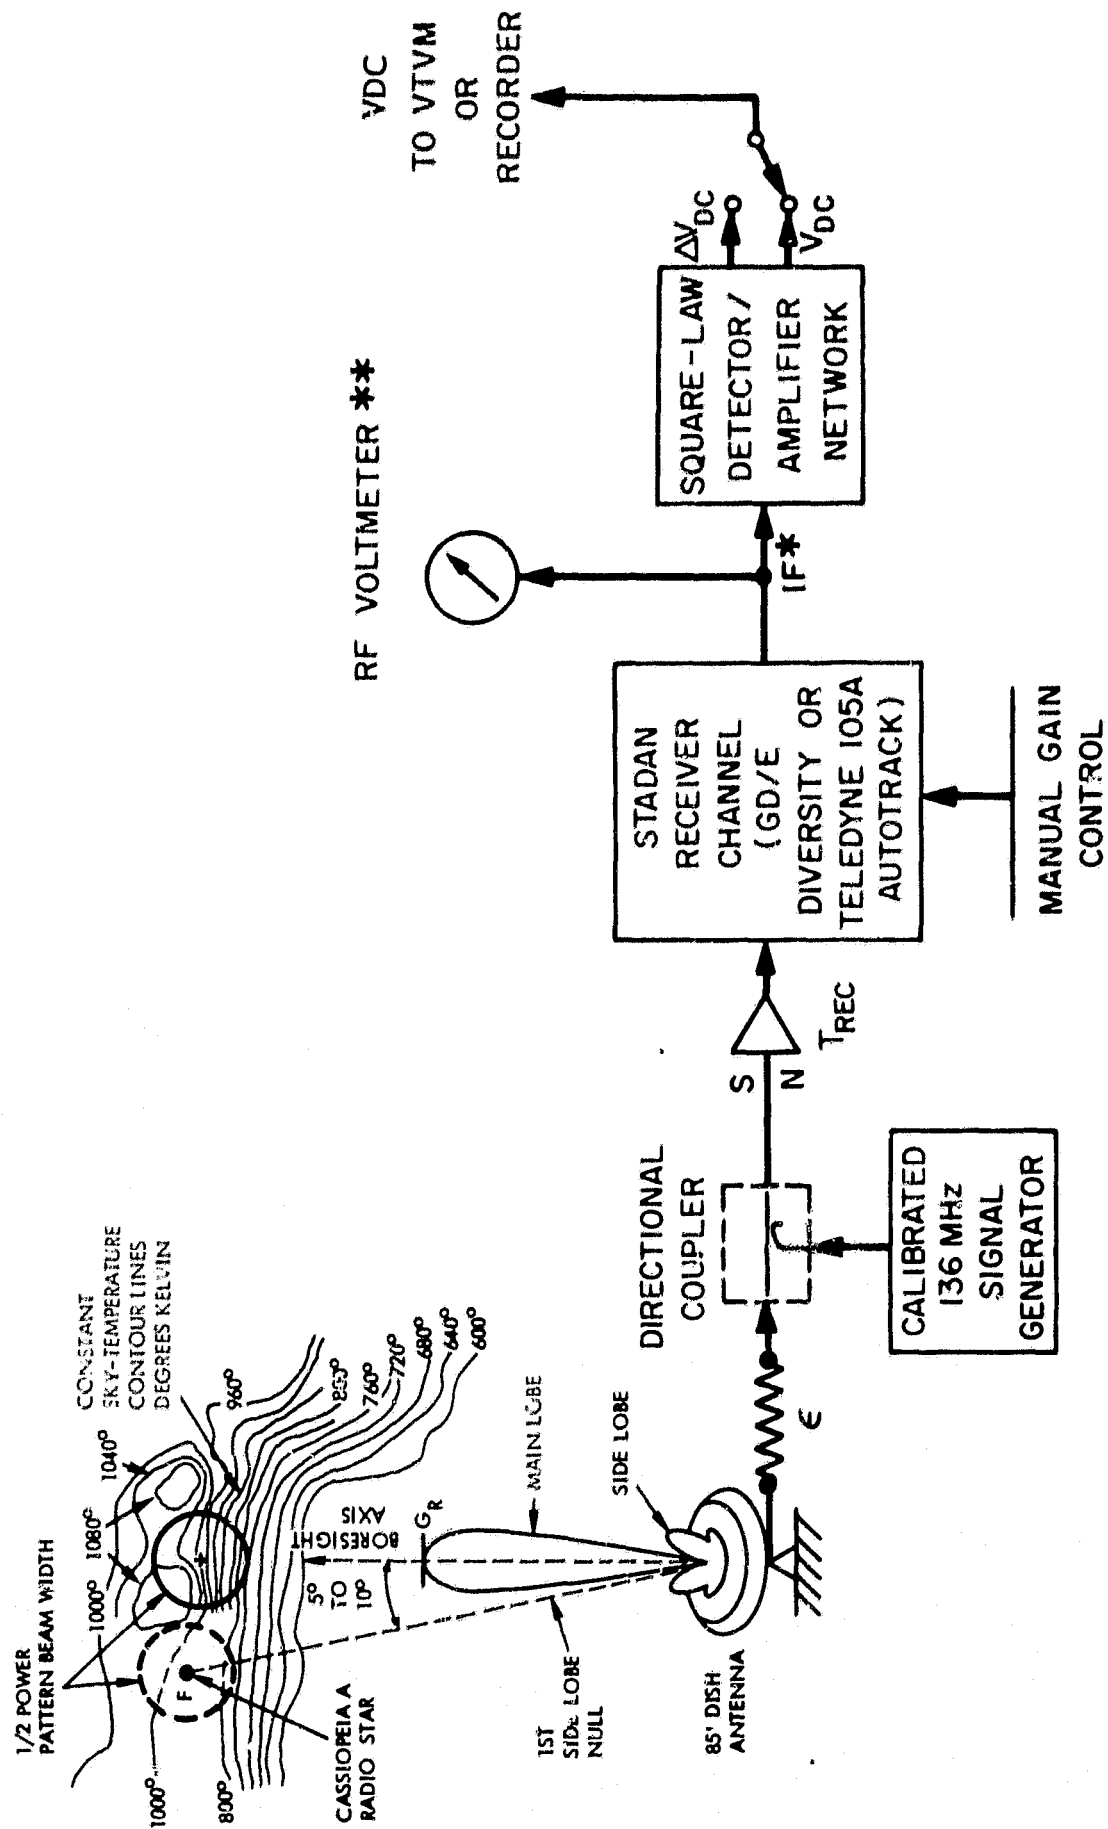 1/2 POWER
PATTERN BEAM WIDTH
CONSTANT
SKY-TEMPERATURE
CONTOUR LINES
DEGREES KELVIN
1000°
1080°
1040°
960°
1000°
800°
800°
760°
720°
680°
640°
600°
F
CASSIOPEIA A
RADIO STAR
5°
TO
10°
BORESIGHT
AXIS
G_R
MAIN LOBE
1ST
SIDE LOBE
NULL
SIDE LOBE
85' DISH
ANTENNA
ϵ
DIRECTIONAL
COUPLER
CALIBRATED
136 MHz
SIGNAL
GENERATOR
S
N
T_REC
STADAN
RECEIVER
CHANNEL
(GD/E
DIVERSITY OR
TELEDYNE 105A
AUTOTRACK)
MANUAL GAIN
CONTROL
RF VOLTMETER **
IF*
SQUARE-LAW
DETECTOR/
AMPLIFIER
NETWORK
ΔV_DC
V_DC
VDC
TO VTVM
OR
RECORDER